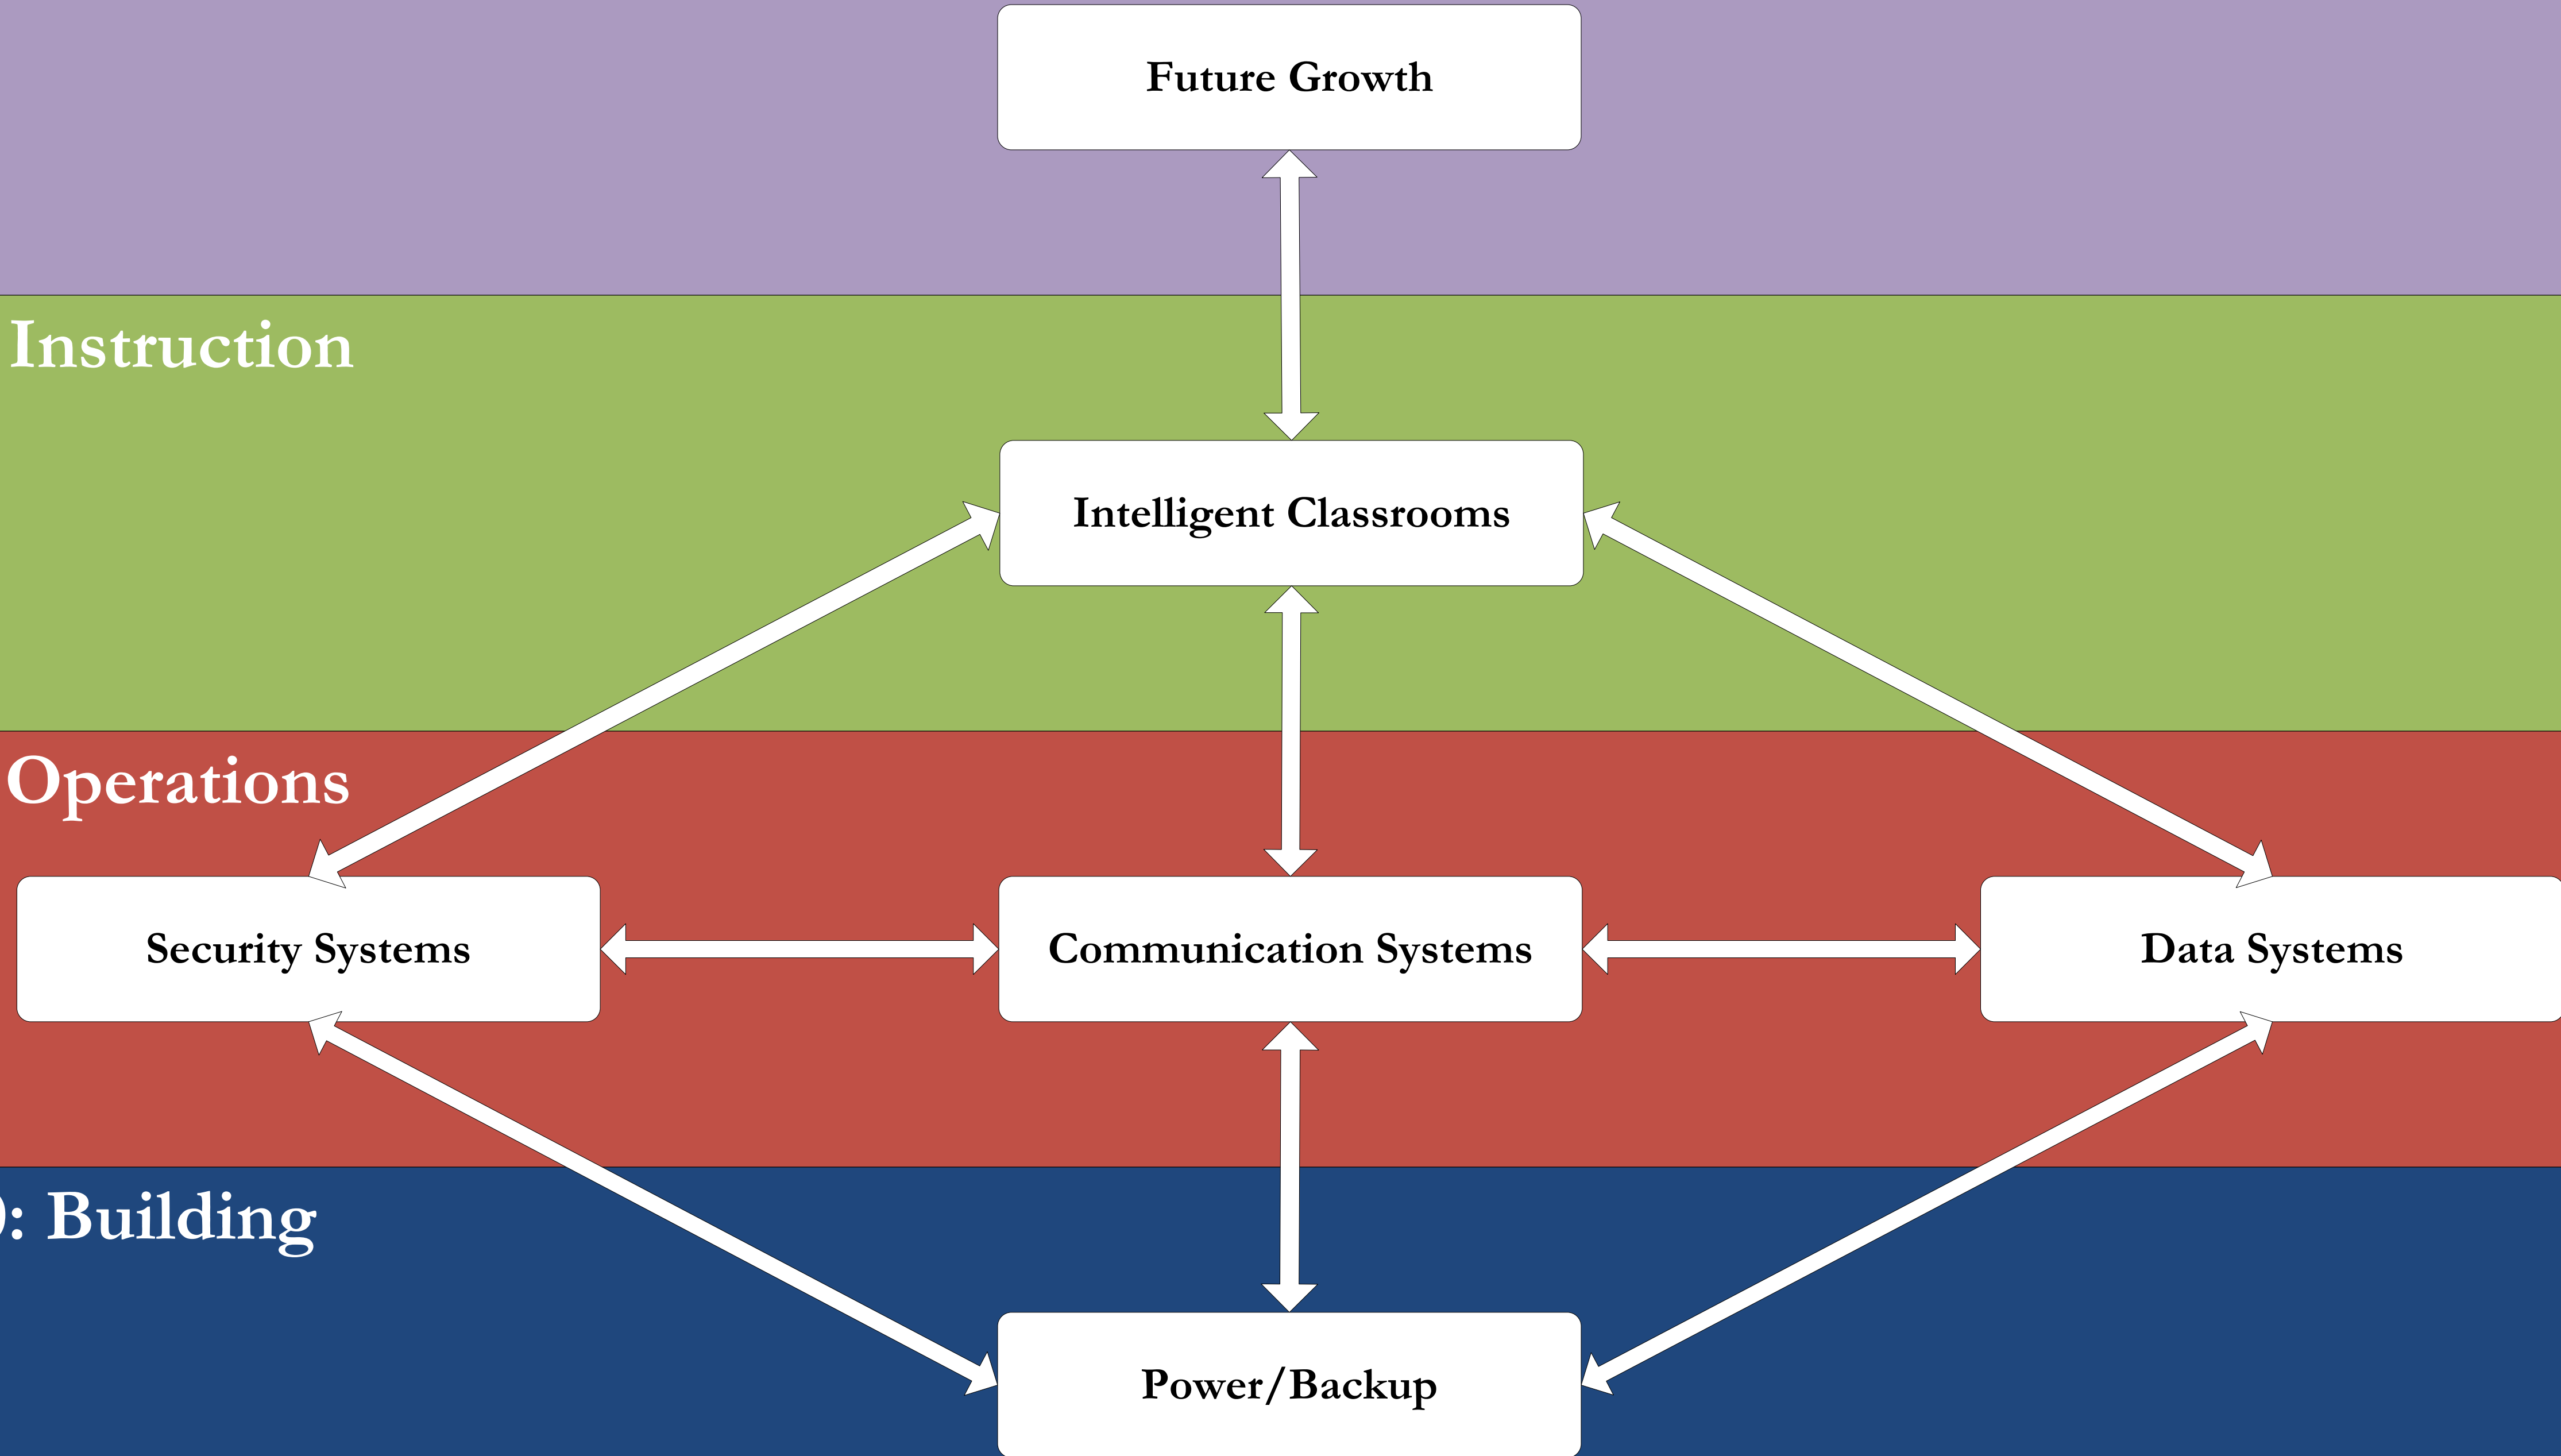 Future Growth
Instruction
Intelligent Classrooms
Operations
Security Systems
Communication Systems
Data Systems
: Building
Power/Backup